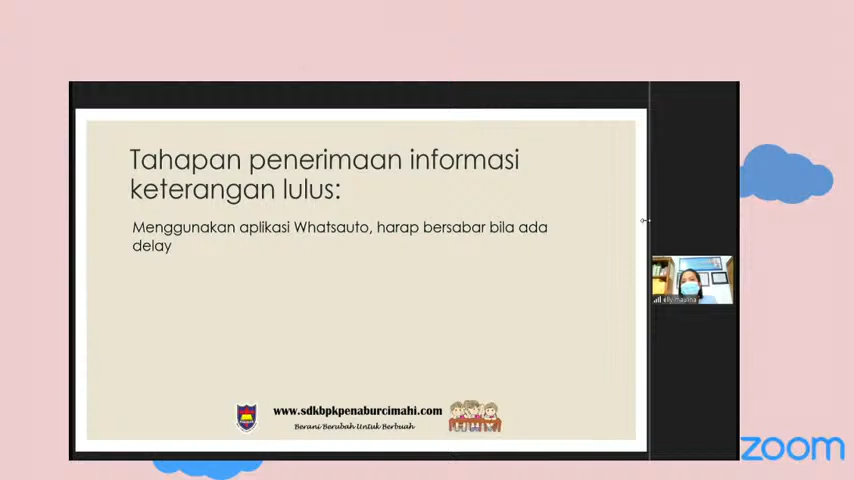 Tahapan penerimaan informasi
keterangan lulus:
Menggunakan aplikasi Whatsauto, harap bersabar bila ada
delay
www.sdkbpkpenaburcimahi.com
Berani Berubah Untuk Berbuah
zoom